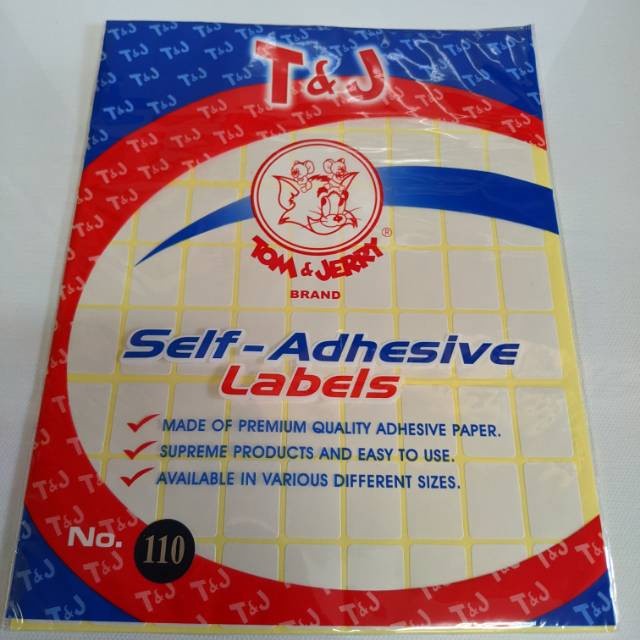 T&J
TOM & JERRY ®
BRAND
Self-Adhesive
Labels
MADE OF PREMIUM QUALITY ADHESIVE PAPER.
SUPREME PRODUCTS AND EASY TO USE.
AVAILABLE IN VARIOUS DIFFERENT SIZES.
No. 110